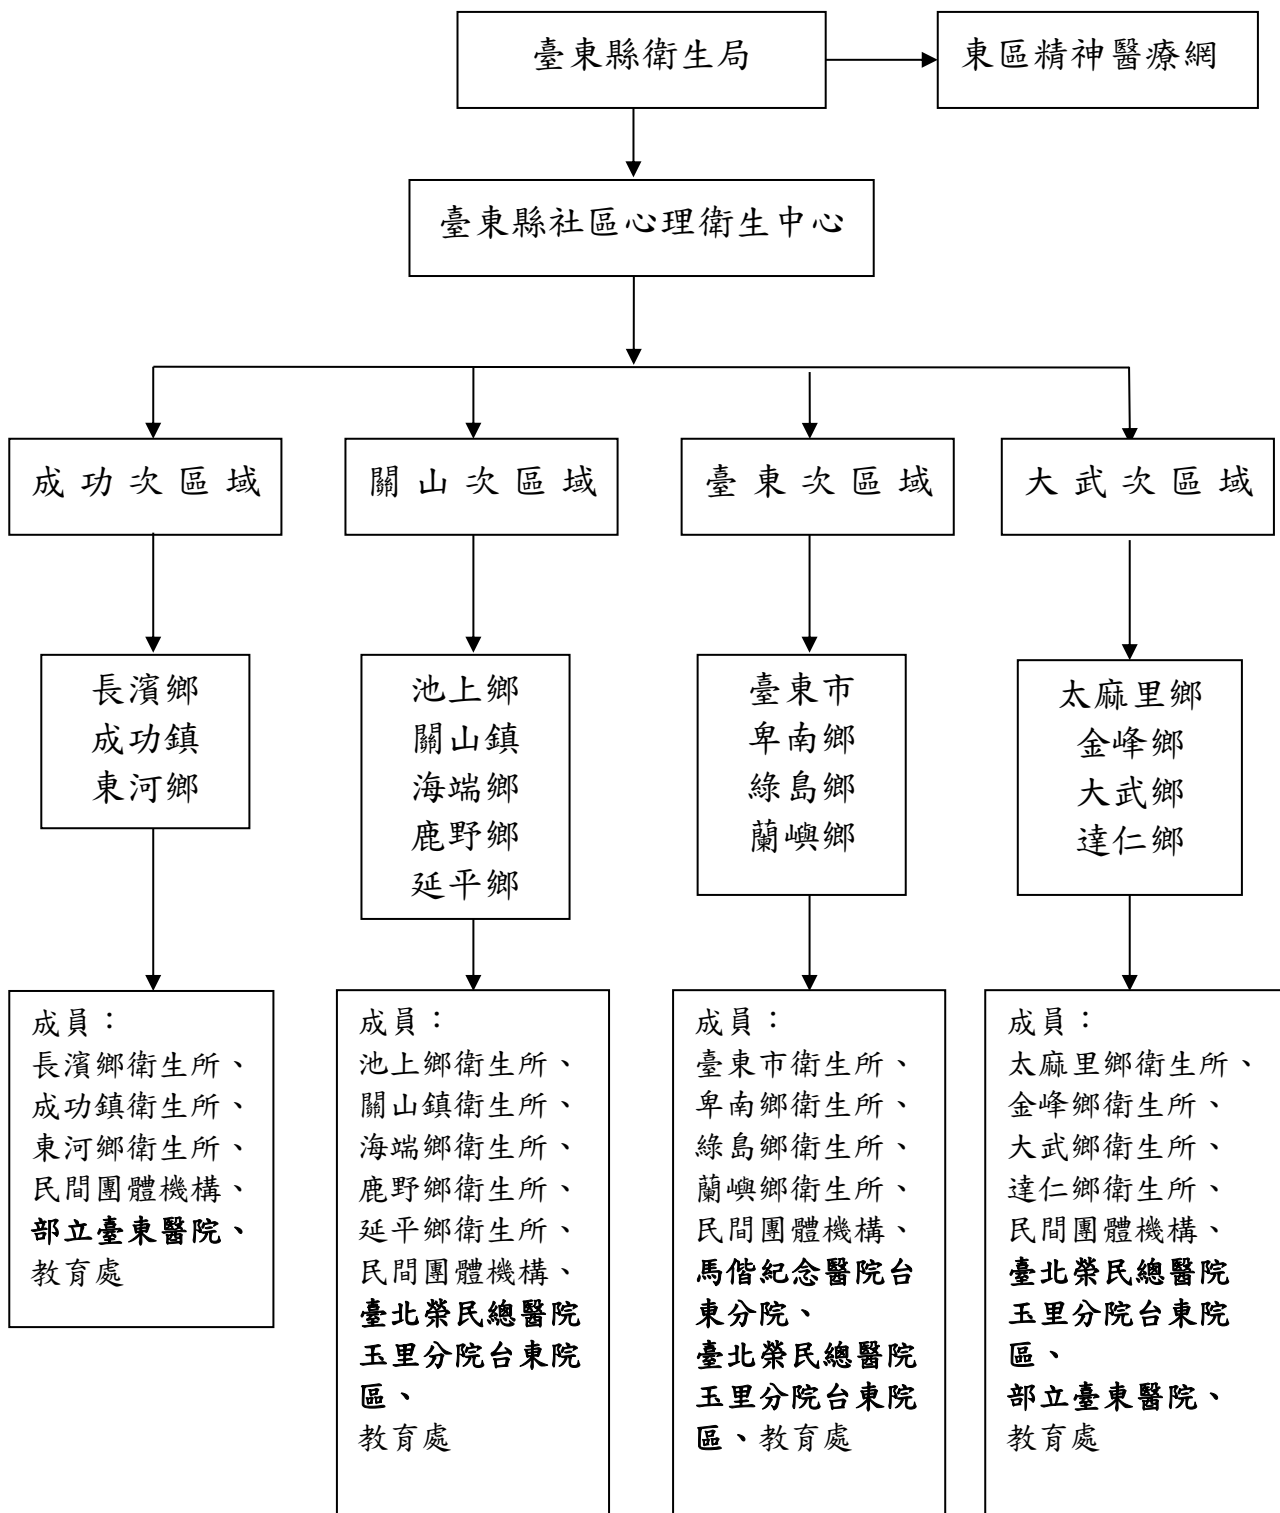 臺東縣衛生局
東區精神醫療網
臺東縣社區心理衛生中心
成功次區域
關山次區域
臺東次區域
大武次區域
長濱鄉
成功鎮
東河鄉
池上鄉
關山鎮
海端鄉
鹿野鄉
延平鄉
臺東市
卑南鄉
綠島鄉
蘭嶼鄉
太麻里鄉
金峰鄉
大武鄉
達仁鄉
成員：
長濱鄉衛生所、
成功鎮衛生所、
東河鄉衛生所、
民間團體機構、
部立臺東醫院、
教育處
成員：
池上鄉衛生所、
關山鎮衛生所、
海端鄉衛生所、
鹿野鄉衛生所、
延平鄉衛生所、
民間團體機構、
臺北榮民總醫院
玉里分院台東院
區、
教育處
成員：
臺東市衛生所、
卑南鄉衛生所、
綠島鄉衛生所、
蘭嶼鄉衛生所、
民間團體機構、
馬偕紀念醫院台
東分院、
臺北榮民總醫院
玉里分院台東院
區、教育處
成員：
太麻里鄉衛生所、
金峰鄉衛生所、
大武鄉衛生所、
達仁鄉衛生所、
民間團體機構、
臺北榮民總醫院
玉里分院台東院
區、
部立臺東醫院、
教育處